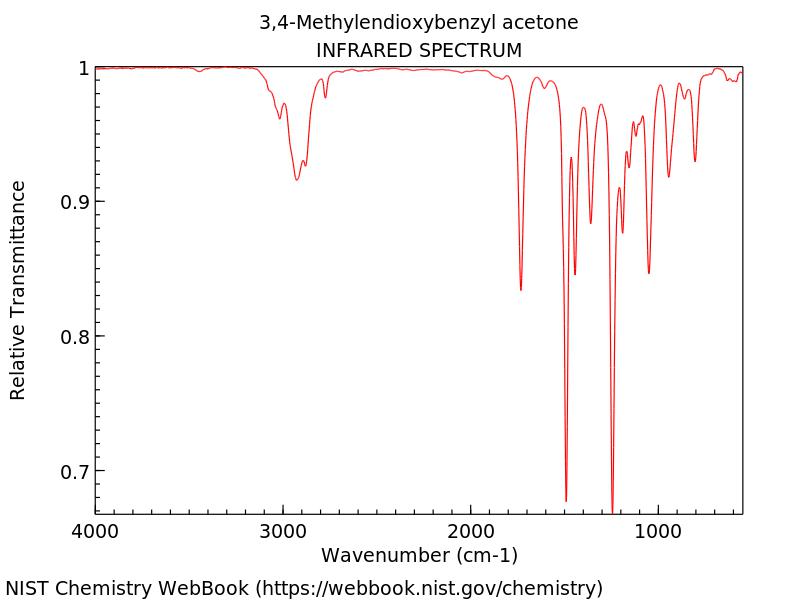 3,4-Methylendioxybenzyl acetone
INFRARED SPECTRUM
1
0.9
0.8
0.7
Relative Transmittance
4000 3000 2000 1000
Wavenumber (cm-1)
NIST Chemistry WebBook (https://webbook.nist.gov/chemistry)